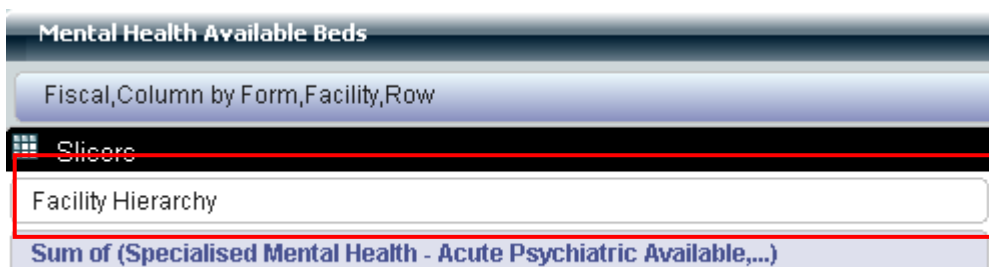 Mental Health Available Beds
Fiscal,Column by Form,Facility,Row
Slicers
Facility Hierarchy
Sum of (Specialised Mental Health - Acute Psychiatric Available,...)